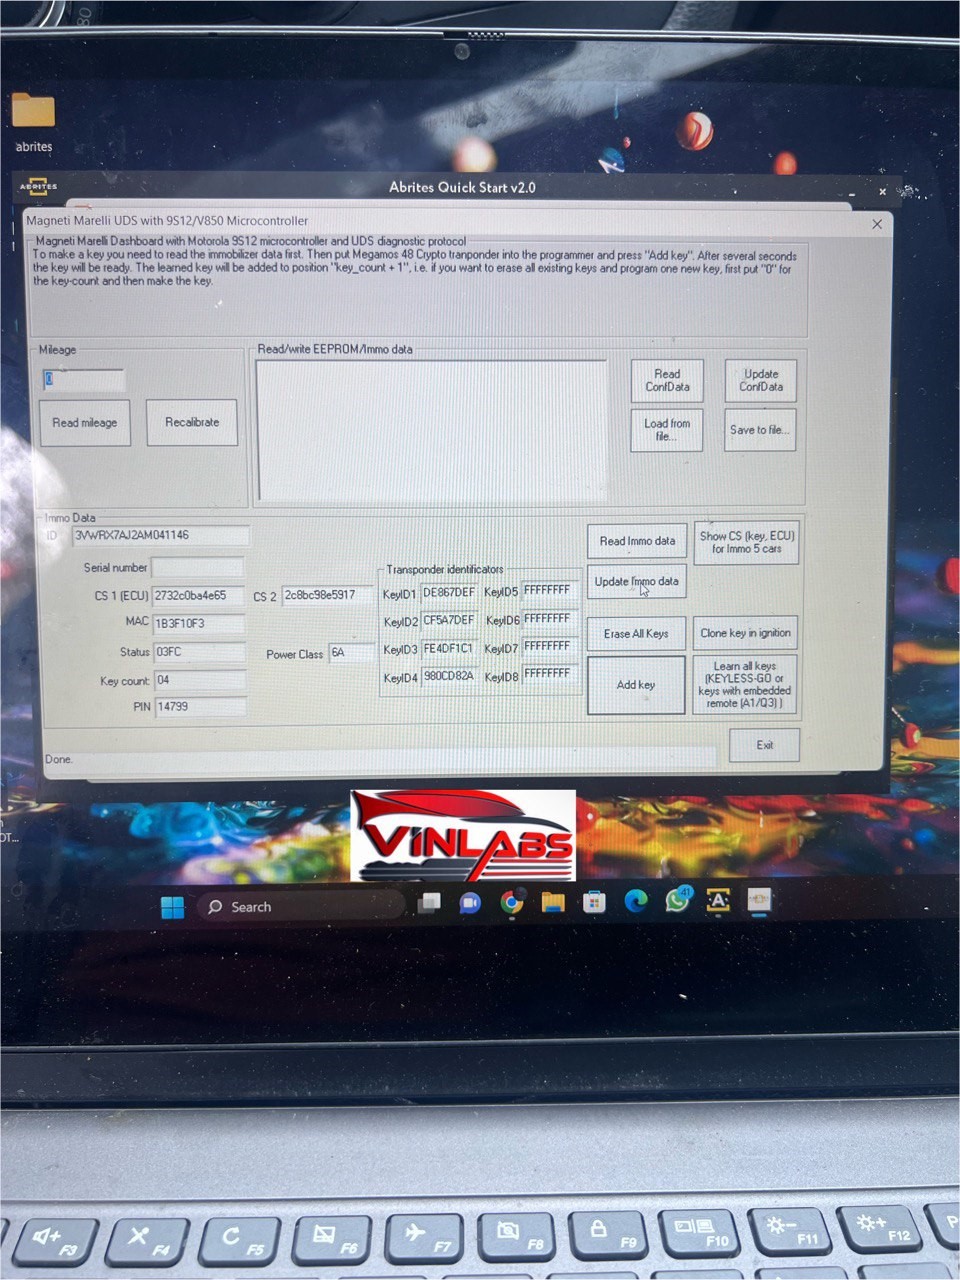 80
abrites
ABRITES
Abrites Quick Start v2.0
Magneti Marelli UDS with 9S12/V850 Microcontroller
Magneti Marelli Dashboard with Motorola 9S12 microcontroller and UDS diagnostic protocol
To make a key you need to read the immobilizer data first. Then put Megamos 48 Crypto tranponder into the programmer and press "Add key". After several seconds
the key will be ready. The learned key will be added to position "key_count + 1", i.e. if you want to erase all existing keys and program one new key, first put "0" for
the key-count and then make the key.
Mileage
0
Read mileage
Recalibrate
Read/write EEPROM/Immo data
Read ConfData
Update ConfData
Load from file...
Save to file...
Immo Data
ID 3VWRX7AJ2AM041146
Serial number
CS 1 (ECU) 2732c0ba4e65 CS 2 2c8bc98e5917
MAC 1B3F10F3
Status 03FC
Power Class 6A
Key count: 04
PIN 14799
Transponder identificators
KeyID1 DE867DEF KeyID5 FFFFFFFF
KeyID2 CF5A7DEF KeyID6 FFFFFFFF
KeyID3 FE4DF1C1 KeyID7 FFFFFFFF
KeyID4 980CD82A KeyID8 FFFFFFFF
Read Immo data
Show CS (key, ECU)
for Immo 5 cars
Update Immo data
Erase All Keys
Clone key in ignition
Add key
Learn all keys
(KEYLESS-GO or
keys with embedded
remote (A1/Q3) )
Exit
Done.
VINLABS
OT...
Search
41
A
F3
F4
F5
F6
F7
F8
F9
F10
F11
F12
P